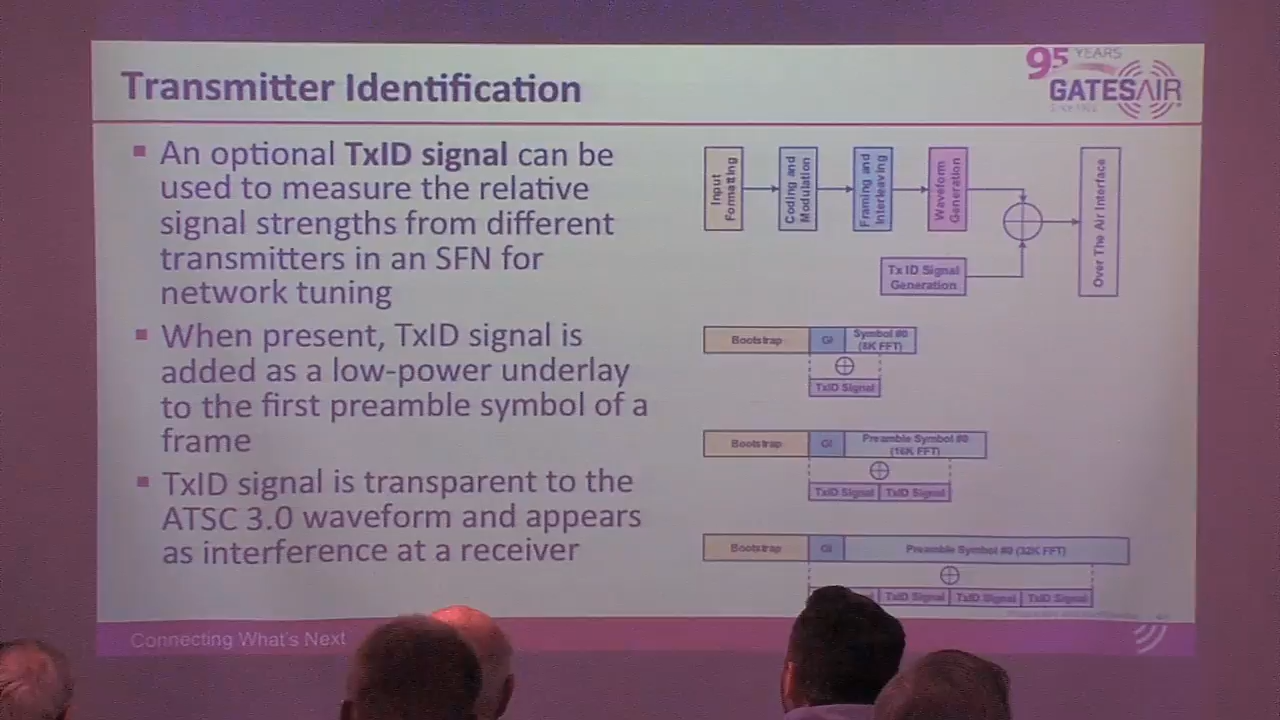 Transmitter Identification
95 YEARS
GATESAIR
An optional TxID signal can be
used to measure the relative
signal strengths from different
transmitters in an SFN for
network tuning
When present, TxID signal is
added as a low-power underlay
to the first preamble symbol of a
frame
TxID signal is transparent to the
ATSC 3.0 waveform and appears
as interference at a receiver
Input
Formatting
Coding and
Modulation
Framing and
Interleaving
Waveform
Generation
Over The Air Interface
TxID Signal
Generation
Bootstrap
GI
Symbol #0
(8K FFT)
TxID Signal
Bootstrap
GI
Preamble Symbol #0
(16K FFT)
TxID Signal
TxID Signal
Bootstrap
GI
Preamble Symbol #0 (32K FFT)
TxID Signal
TxID Signal
TxID Signal
Connecting What's Next